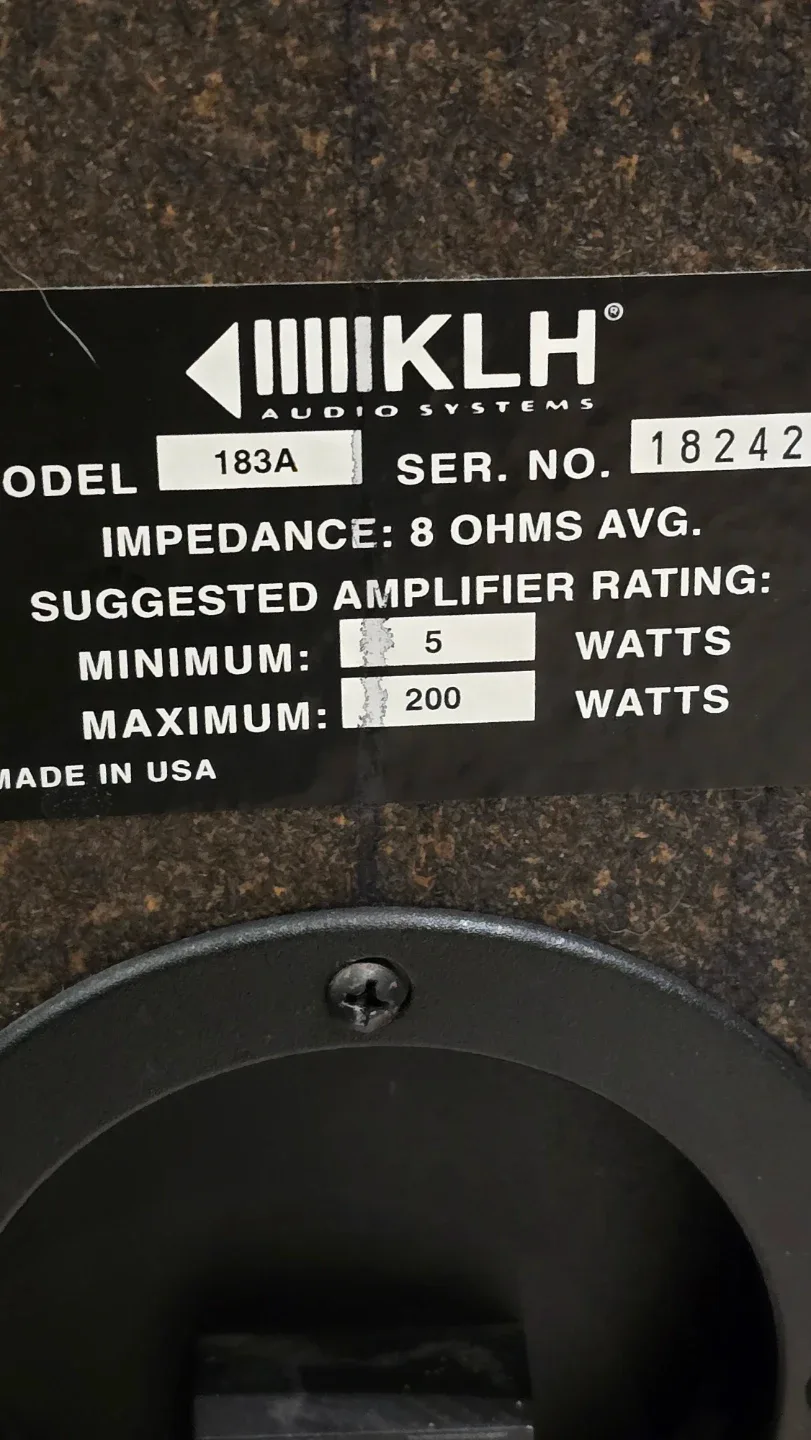 KLH®
AUDIO SYSTEMS
ODEL 183A SER. NO. 18242
IMPEDANCE: 8 OHMS AVG.
SUGGESTED AMPLIFIER RATING:
MINIMUM: 5 WATTS
MAXIMUM: 200 WATTS
MADE IN USA